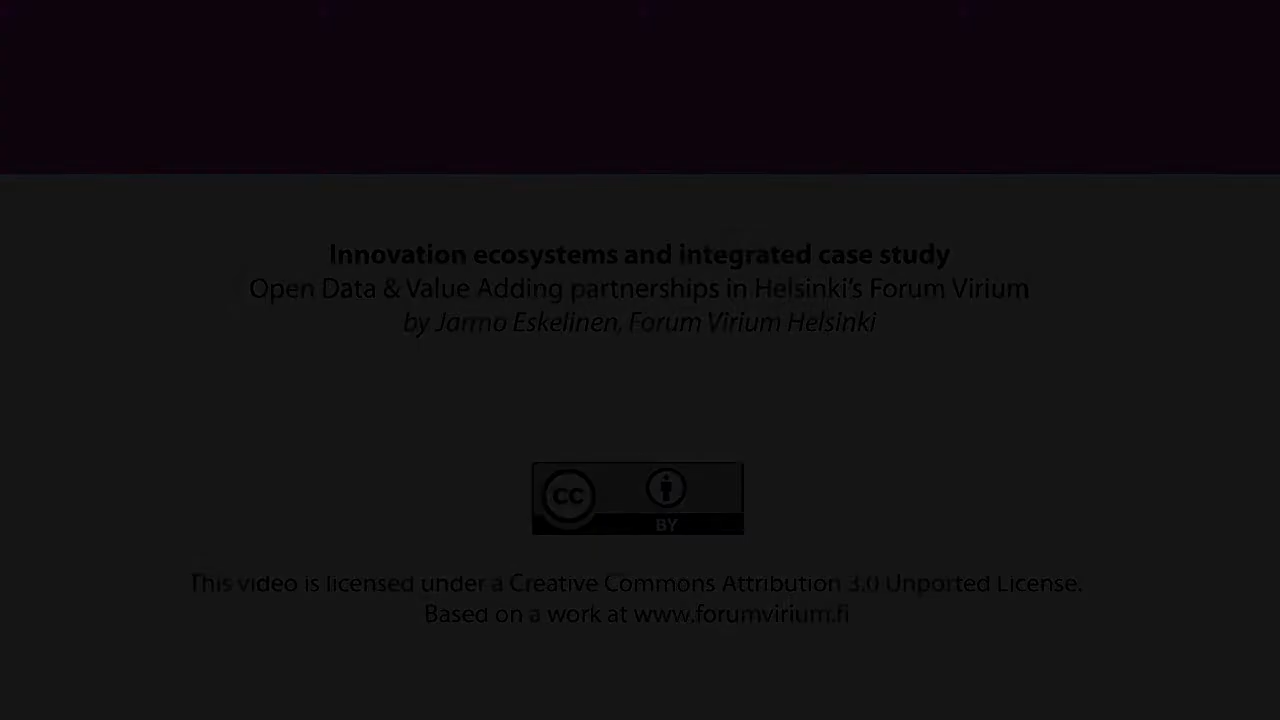 Innovation ecosystems and integrated case study
Open Data & Value Adding partnerships in Helsinki's Forum Virium
by Jarmo Eskelinen, Forum Virium Helsinki
CC
BY
This video is licensed under a Creative Commons Attribution 3.0 Unported License.
Based on a work at www.forumvirium.fi